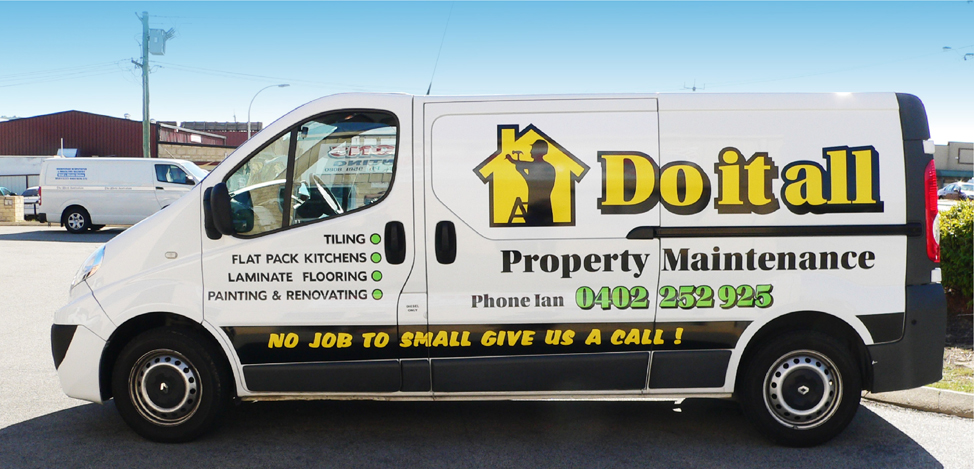 Do it all
Property Maintenance
Phone Ian 0402 252 925
TILING
FLAT PACK KITCHENS
LAMINATE FLOORING
PAINTING & RENOVATING
NO JOB TO SMALL GIVE US A CALL !